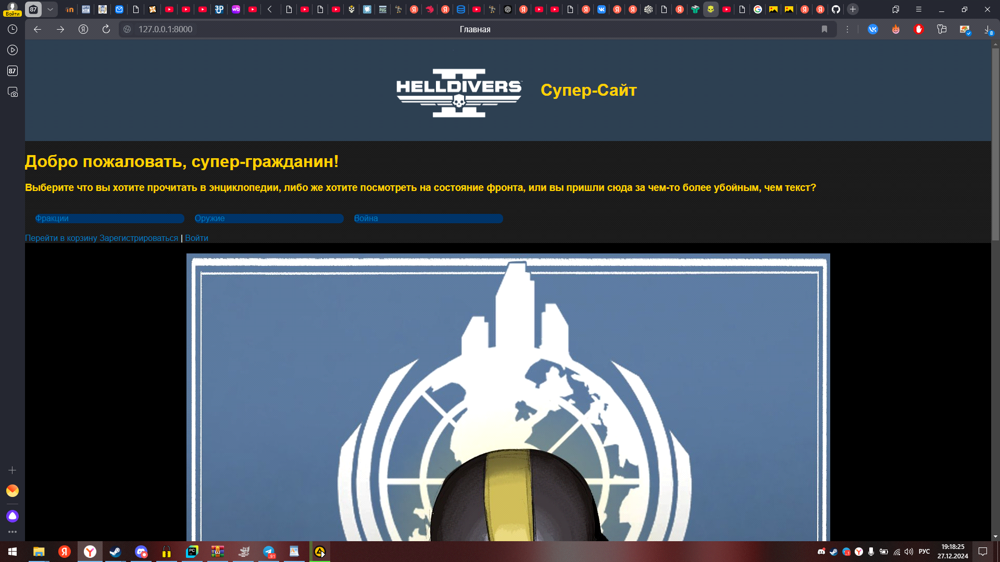 87
Войти
127.0.0.1:8000
Главная
87
HELLDIVERS
II
Супер-Сайт
Добро пожаловать, супер-гражданин!
Выберите что вы хотите прочитать в энциклопедии, либо же хотите посмотреть на состояние фронта, или вы пришли сюда за чем-то более убойным, чем текст?
Фракции Оружие Война
Перейти в корзину Зарегистрироваться | Войти
РУС
19:18:25
27.12.2024